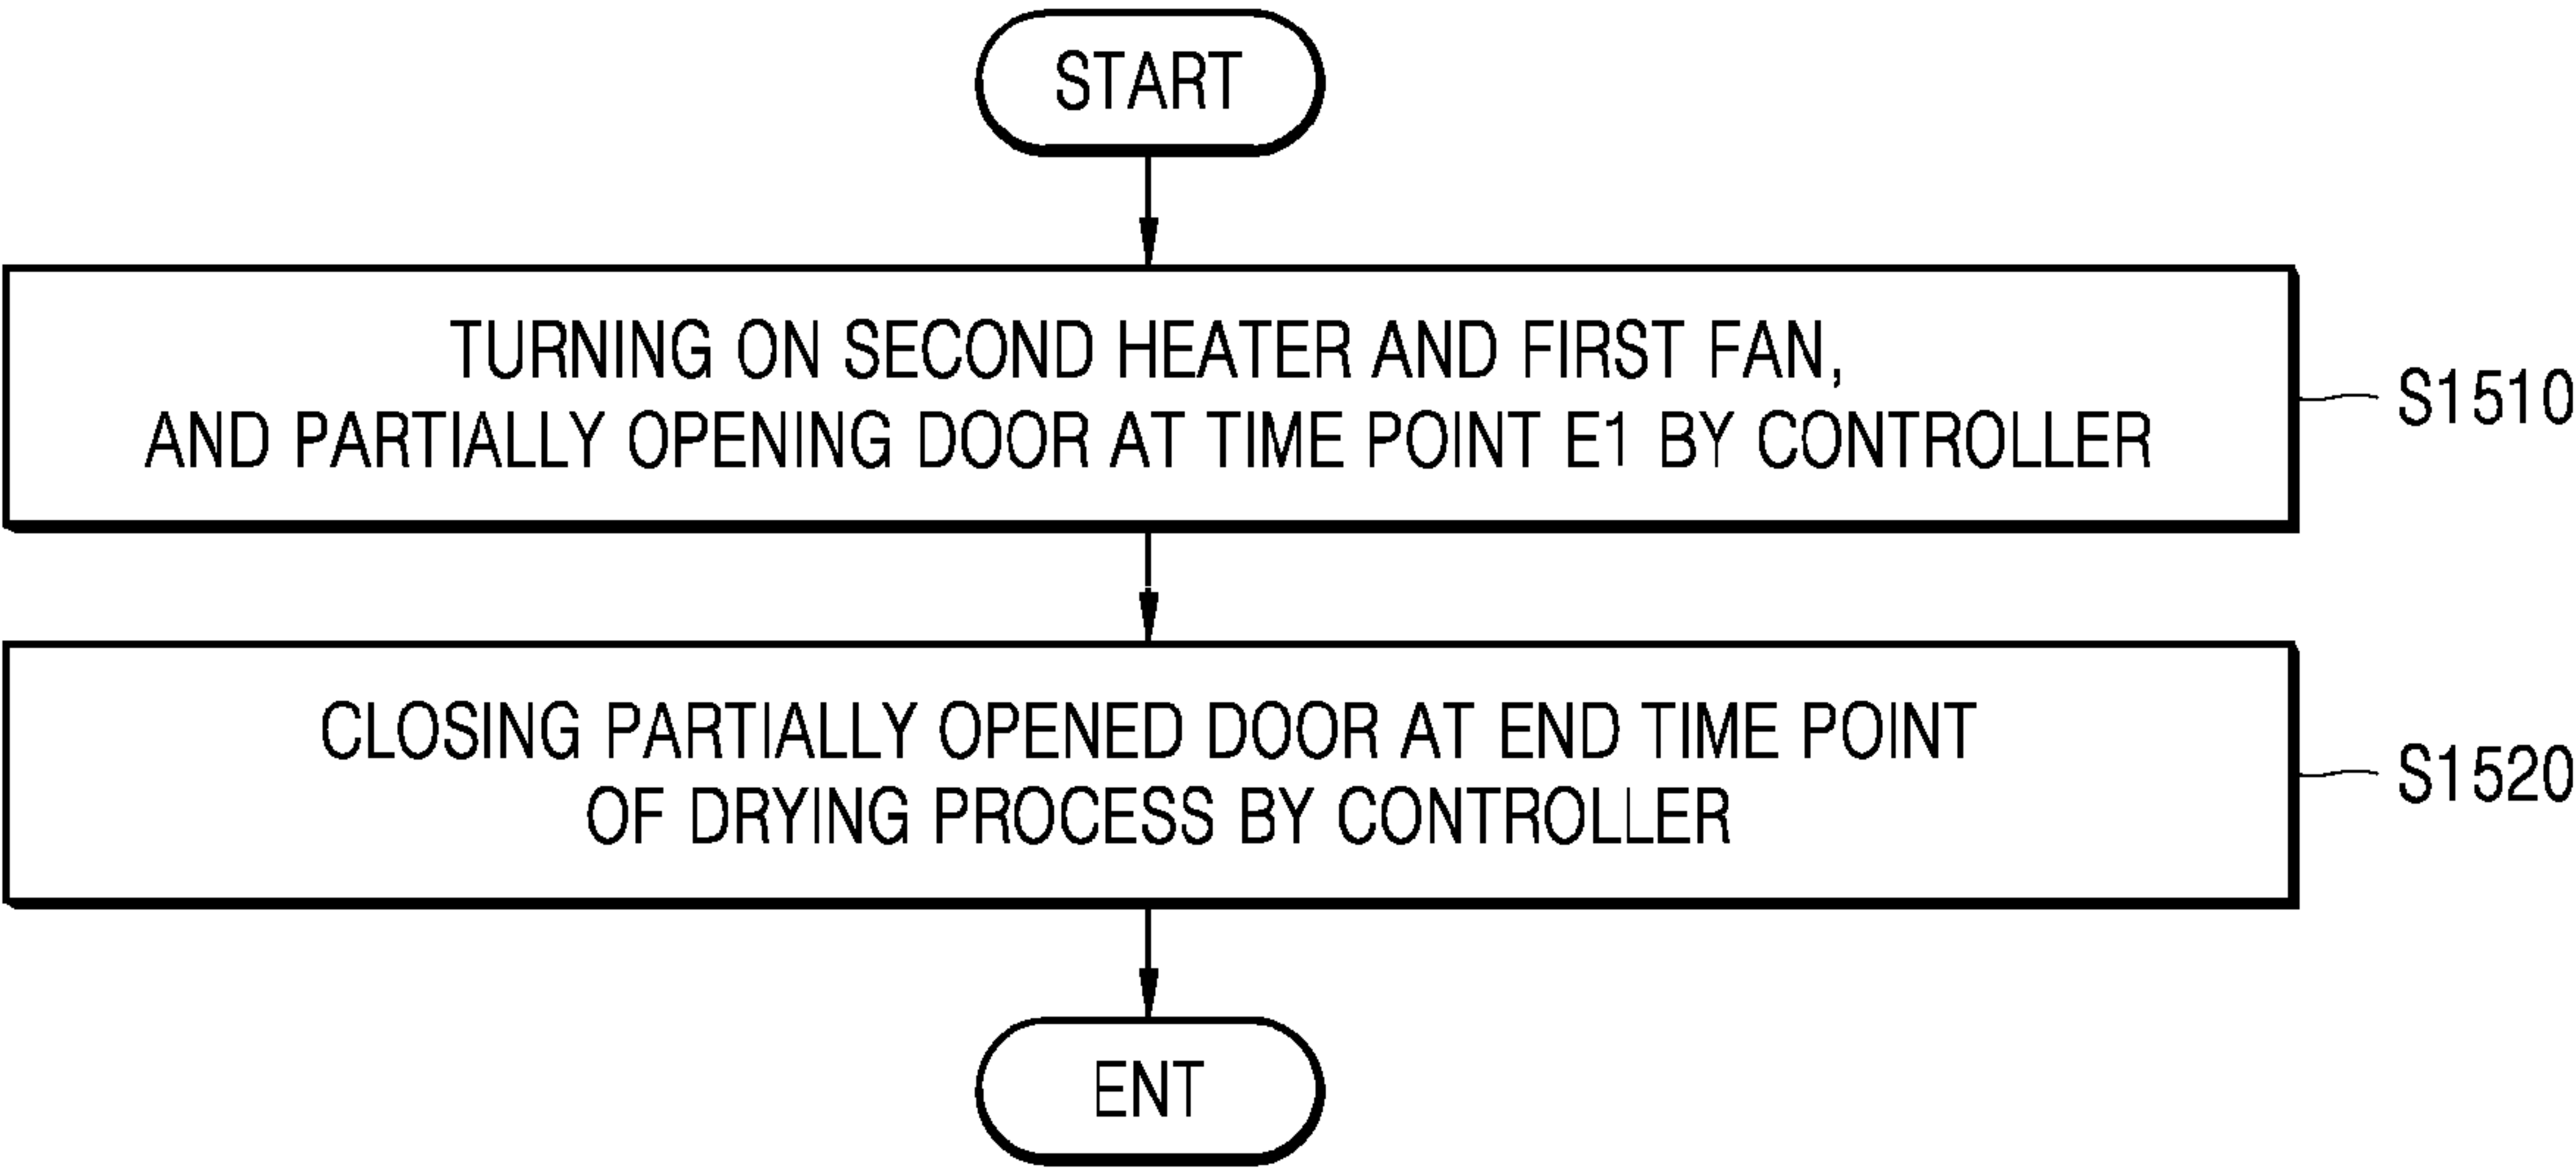 START
TURNING ON SECOND HEATER AND FIRST FAN,
AND PARTIALLY OPENING DOOR AT TIME POINT E1 BY CONTROLLER
S1510
CLOSING PARTIALLY OPENED DOOR AT END TIME POINT
OF DRYING PROCESS BY CONTROLLER
S1520
ENT